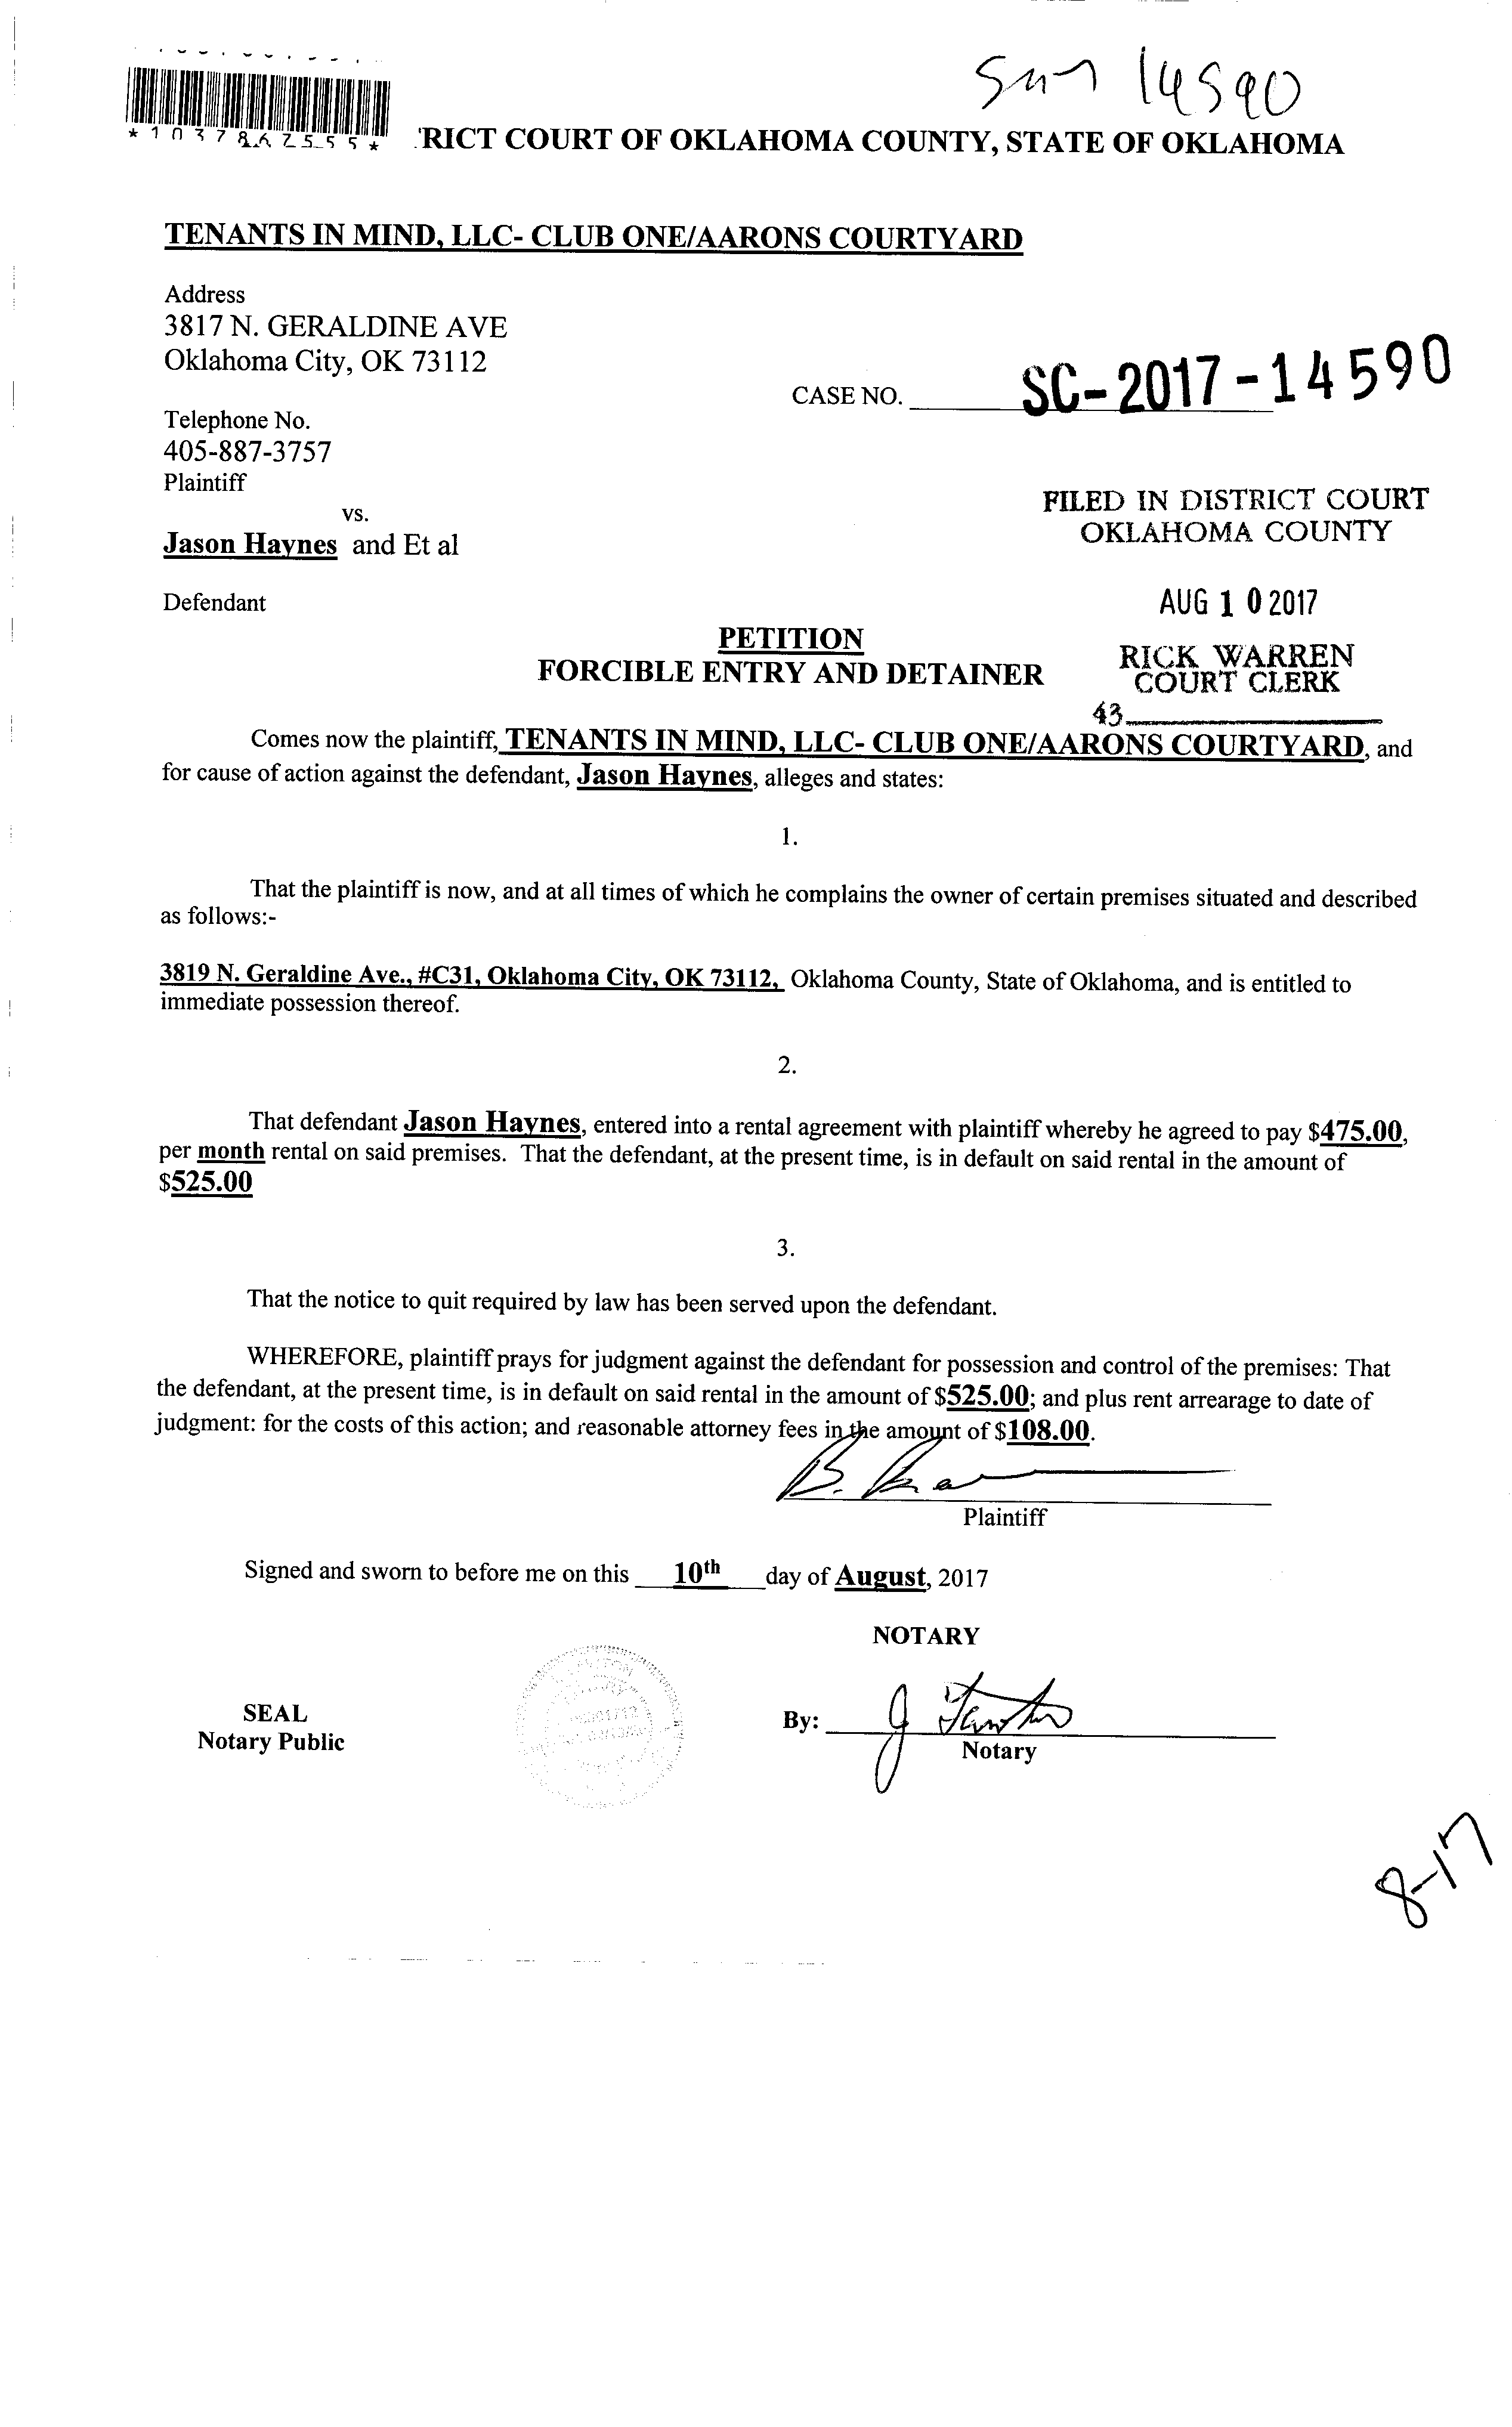 14590
*1037867555*
RICT COURT OF OKLAHOMA COUNTY, STATE OF OKLAHOMA
TENANTS IN MIND, LLC- CLUB ONE/AARONS COURTYARD
Address
3817 N. GERALDINE AVE
Oklahoma City, OK 73112
CASE NO. SC-2017-14590
Telephone No.
405-887-3757
Plaintiff
vs.
Jason Haynes and Et al
Defendant
FILED IN DISTRICT COURT
OKLAHOMA COUNTY
AUG 10 2017
RICK WARREN
COURT CLERK
43
PETITION
FORCIBLE ENTRY AND DETAINER
Comes now the plaintiff, TENANTS IN MIND, LLC- CLUB ONE/AARONS COURTYARD, and
for cause of action against the defendant, Jason Haynes, alleges and states:
1.
That the plaintiff is now, and at all times of which he complains the owner of certain premises situated and described
as follows:-
3819 N. Geraldine Ave., #C31, Oklahoma City, OK 73112, Oklahoma County, State of Oklahoma, and is entitled to
immediate possession thereof.
2.
That defendant Jason Haynes, entered into a rental agreement with plaintiff whereby he agreed to pay $475.00,
per month rental on said premises. That the defendant, at the present time, is in default on said rental in the amount of
$525.00
3.
That the notice to quit required by law has been served upon the defendant.
WHEREFORE, plaintiff prays for judgment against the defendant for possession and control of the premises: That
the defendant, at the present time, is in default on said rental in the amount of $525.00; and plus rent arrearage to date of
judgment: for the costs of this action; and reasonable attorney fees in the amount of $108.00.
Plaintiff
Signed and sworn to before me on this 10th day of August, 2017
NOTARY
SEAL
Notary Public
By:
Notary
8-17